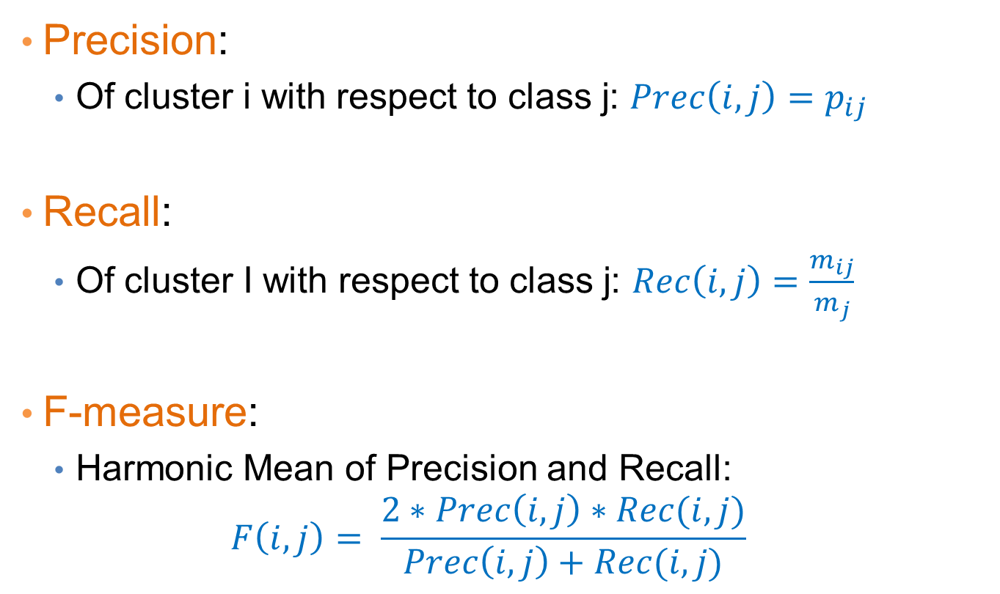 • Precision:
• Of cluster i with respect to class j: Prec(i, j) = p_{ij}
• Recall:
• Of cluster I with respect to class j: Rec(i, j) = \frac{m_{ij}}{m_j}
• F-measure:
• Harmonic Mean of Precision and Recall:
F(i, j) = \frac{2 * Prec(i, j) * Rec(i, j)}{Prec(i, j) + Rec(i, j)}